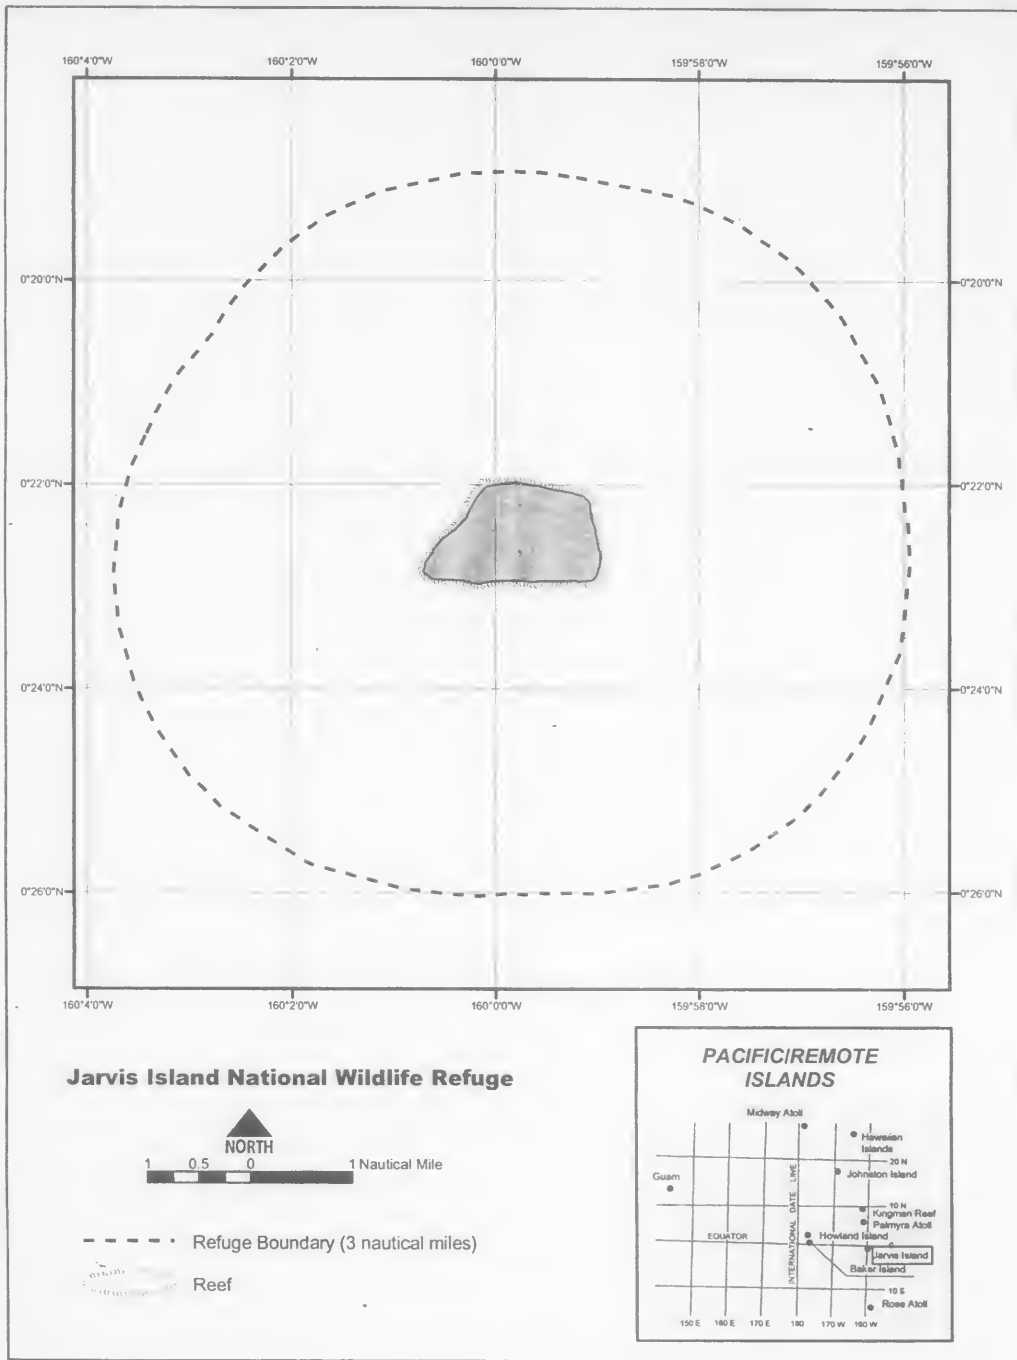 160°4'0"W 160°2'0"W 160°0'0"W 159°58'0"W 159°56'0"W
0°20'0"N 0°20'0"N
0°22'0"N 0°22'0"N
0°24'0"N 0°24'0"N
0°26'0"N 0°26'0"N
160°4'0"W 160°2'0"W 160°0'0"W 159°58'0"W 159°56'0"W
Jarvis Island National Wildlife Refuge
NORTH
1 0.5 0 1 Nautical Mile
Refuge Boundary (3 nautical miles)
Reef
PACIFIC/REMOTE
ISLANDS
Midway Atoll
Hawaiian
Islands
20 N
Johnston Island
Guam
INTERNATIONAL DATE LINE
10 N
Kingman Reef
Palmyra Atoll
Howland Island
EQUATOR
0
Jarvis Island
Baker Island
10 S
Rose Atoll
150 E 160 E 170 E 180 170 W 160 W